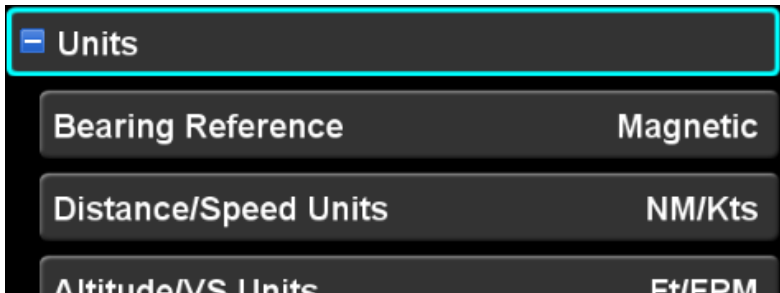 Units
Bearing Reference Magnetic
Distance/Speed Units NM/Kts
Altitude/VS Units Ft/FPM